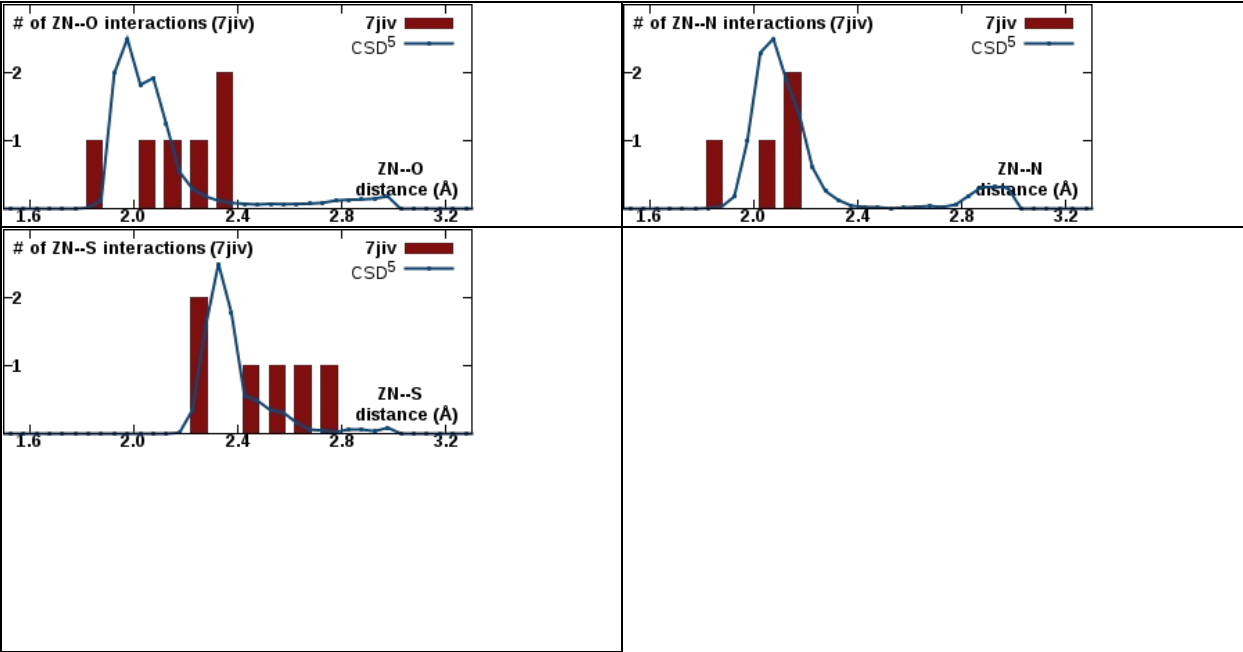 # of ZN--O interactions (7jiv)
7jiv
CSD5
2
1
ZN--O
distance (Å)
1.6 2.0 2.4 2.8 3.2
# of ZN--N interactions (7jiv)
7jiv
CSD5
2
1
ZN--N
distance (Å)
1.6 2.0 2.4 2.8 3.2
# of ZN--S interactions (7jiv)
7jiv
CSD5
2
1
ZN--S
distance (Å)
1.6 2.0 2.4 2.8 3.2